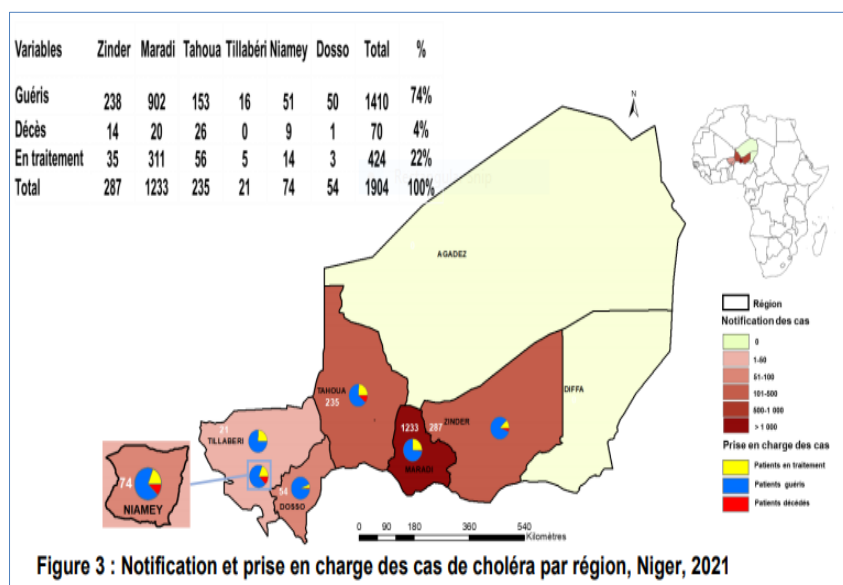 Variables Zinder Maradi Tahoua Tillabéri Niamey Dosso Total %
Guéris 238 902 153 16 51 50 1410 74%
Décès 14 20 26 0 9 1 70 4%
En traitement 35 311 56 5 14 3 424 22%
Total 287 1233 235 21 74 54 1904 100%
N
AGADEZ
TAHOUA
235
DIFFA
1233
287
ZINDER
MARADI
21
TILLABERI
54
DOSSO
74
NIAMEY
Région
Notification des cas
0
1-50
51-100
101-500
500-1 000
> 1 000
Prise en charge des cas
Patients en traitement
Patients guéris
Patients décédés
0 90 180 360 540
Kilomètres
Figure 3 : Notification et prise en charge des cas de choléra par région, Niger, 2021